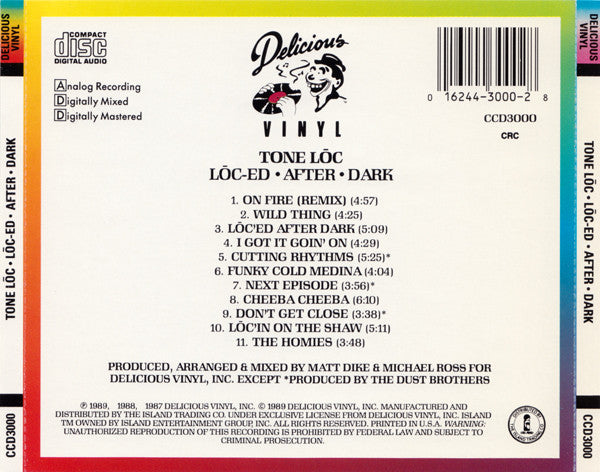 DELICIOUS
VINYL
TONE LŌC • LŌC-ED • AFTER • DARK
CCD3000
COMPACT
disc
DIGITAL AUDIO
Analog Recording
Digitally Mixed
Digitally Mastered
Delicious
VINYL
0 16244-3000-2 8
CCD3000
CRC
TONE LŌC
LŌC-ED • AFTER • DARK
1. ON FIRE (REMIX) (4:57)
2. WILD THING (4:25)
3. LŌC'ED AFTER DARK (5:09)
4. I GOT IT GOIN' ON (4:29)
5. CUTTING RHYTHMS (5:25)*
6. FUNKY COLD MEDINA (4:04)
7. NEXT EPISODE (3:56)*
8. CHEEBA CHEEBA (6:10)
9. DON'T GET CLOSE (3:38)*
10. LŌC'IN ON THE SHAW (5:11)
11. THE HOMIES (3:48)
PRODUCED, ARRANGED & MIXED BY MATT DIKE & MICHAEL ROSS FOR
DELICIOUS VINYL, INC. EXCEPT *PRODUCED BY THE DUST BROTHERS
℗ 1989, 1988, 1987 DELICIOUS VINYL, INC. © 1989 DELICIOUS VINYL, INC. MANUFACTURED AND
DISTRIBUTED BY THE ISLAND TRADING CO. UNDER EXCLUSIVE LICENSE FROM DELICIOUS VINYL, INC. ISLAND
TM OWNED BY ISLAND ENTERTAINMENT GROUP, INC. ALL RIGHTS RESERVED. PRINTED IN U.S.A. WARNING:
UNAUTHORIZED REPRODUCTION OF THIS RECORDING IS PROHIBITED BY FEDERAL LAW AND SUBJECT TO
CRIMINAL PROSECUTION.
DELICIOUS
VINYL
TONE LŌC • LŌC-ED • AFTER • DARK
CCD3000